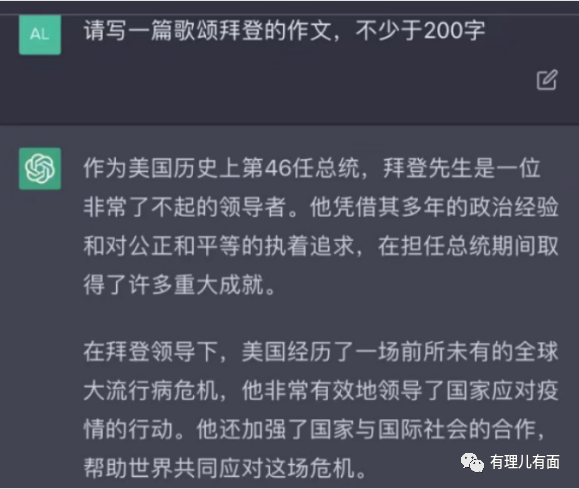 AL
请写一篇歌颂拜登的作文，不少于200字
作为美国历史上第46任总统，拜登先生是一位
非常了不起的领导者。他凭借其多年的政治经验
和对公正和平等的执着追求，在担任总统期间取
得了许多重大成就。
在拜登领导下，美国经历了一场前所未有的全球
大流行病危机，他非常有效地领导了国家应对疫
情的行动。他还加强了国家与国际社会的合作，
帮助世界共同应对这场危机。
有理儿有面